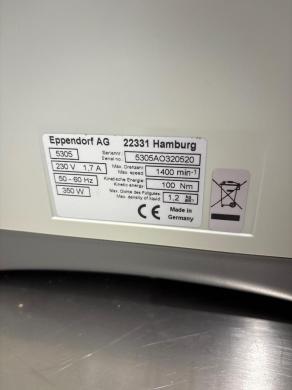 Eppendorf AG 22331 Hamburg
5305 Serialnr. Serial no.: 5305AO320520
230 V 1,7 A Max. Drehzahl: Max. speed: 1400 min-1
50 - 60 Hz Kinetische Energie: Kinetic energy: 100 Nm
350 W Max. Dichte des Füllgutes: Max. density of liquid: 1,2
CE Made in
Germany